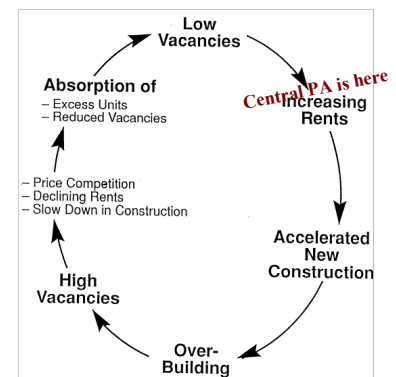 Low
Vacancies
Central PA is here
Increasing
Rents
Accelerated
New
Construction
Over-
Building
High
Vacancies
– Price Competition
– Declining Rents
– Slow Down in Construction
Absorption of
– Excess Units
– Reduced Vacancies